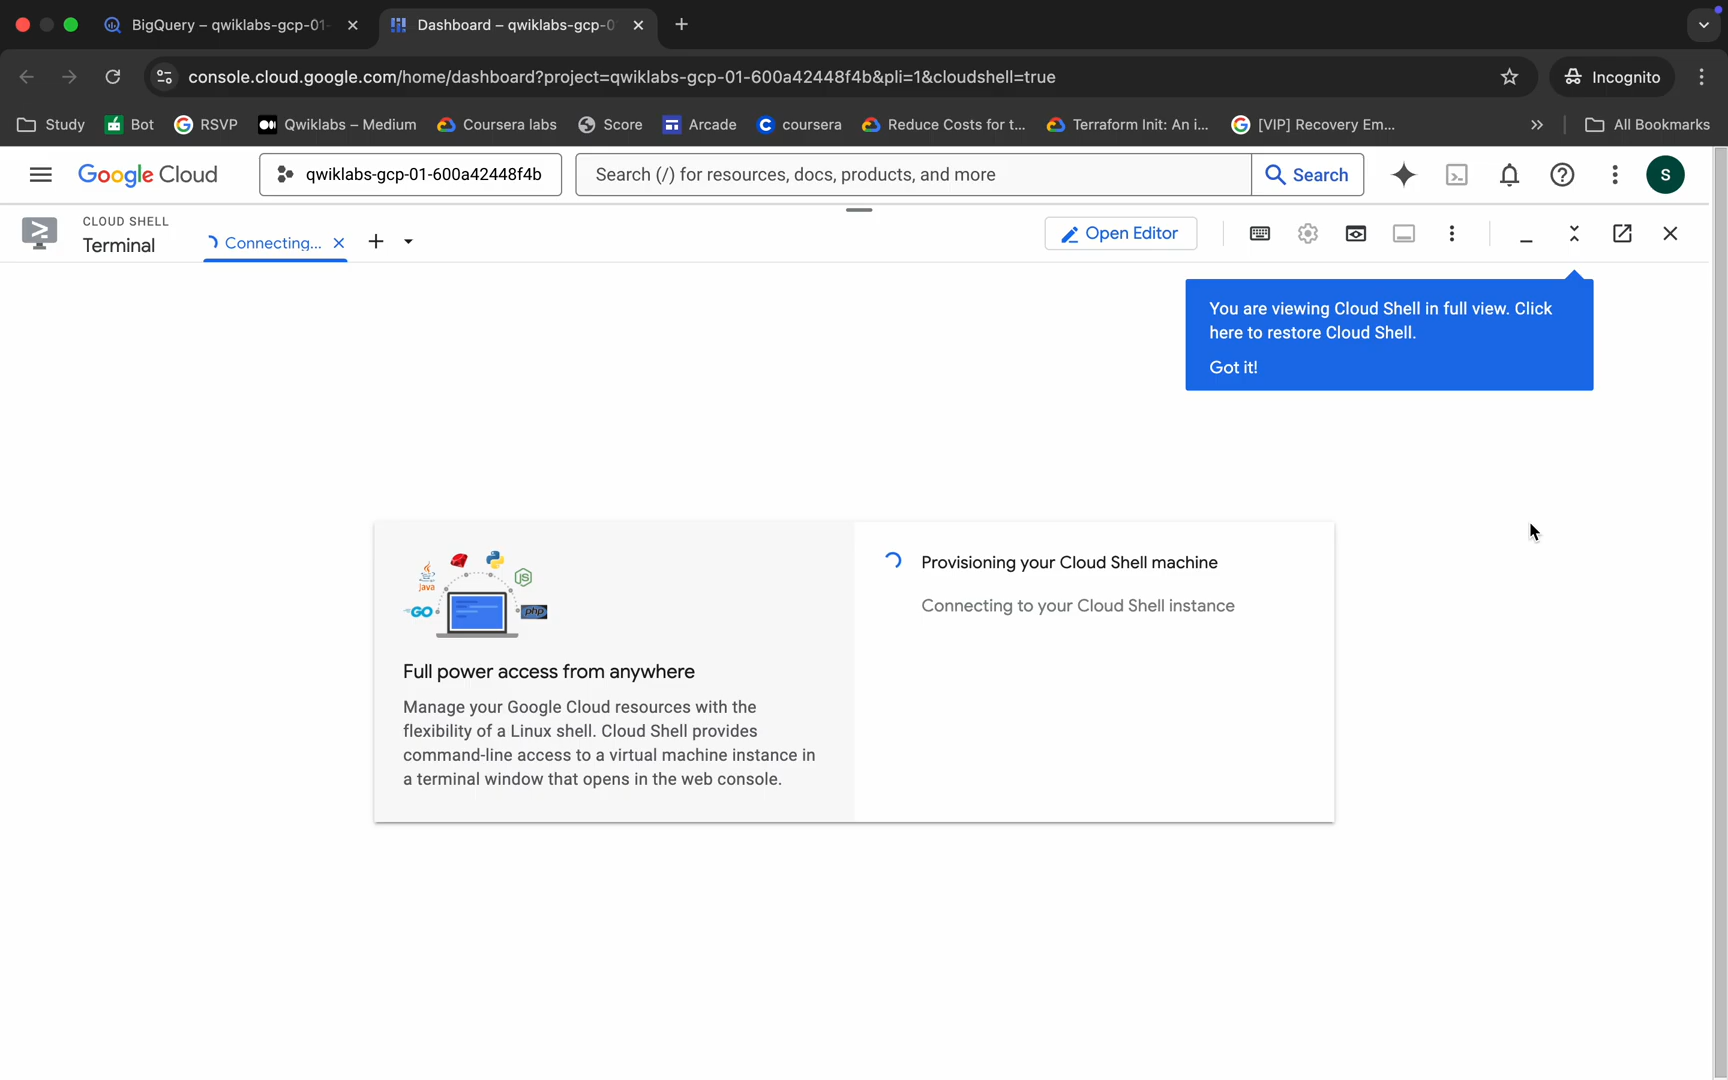 BigQuery – qwiklabs-gcp-01-
Dashboard – qwiklabs-gcp-0
console.cloud.google.com/home/dashboard?project=qwiklabs-gcp-01-600a42448f4b&pli=1&cloudshell=true
Incognito
Study
Bot
RSVP
Qwiklabs – Medium
Coursera labs
Score
Arcade
coursera
Reduce Costs for t...
Terraform Init: An i...
[VIP] Recovery Em...
All Bookmarks
Google Cloud
qwiklabs-gcp-01-600a42448f4b
Search (/) for resources, docs, products, and more
Search
S
CLOUD SHELL
Terminal
Connecting...
Open Editor
You are viewing Cloud Shell in full view. Click
here to restore Cloud Shell.
Got it!
Java
GO
JS
php
Full power access from anywhere
Manage your Google Cloud resources with the
flexibility of a Linux shell. Cloud Shell provides
command-line access to a virtual machine instance in
a terminal window that opens in the web console.
Provisioning your Cloud Shell machine
Connecting to your Cloud Shell instance